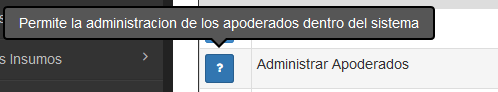 Permite la administracion de los apoderados dentro del sistema
s Insumos
?
Administrar Apoderados